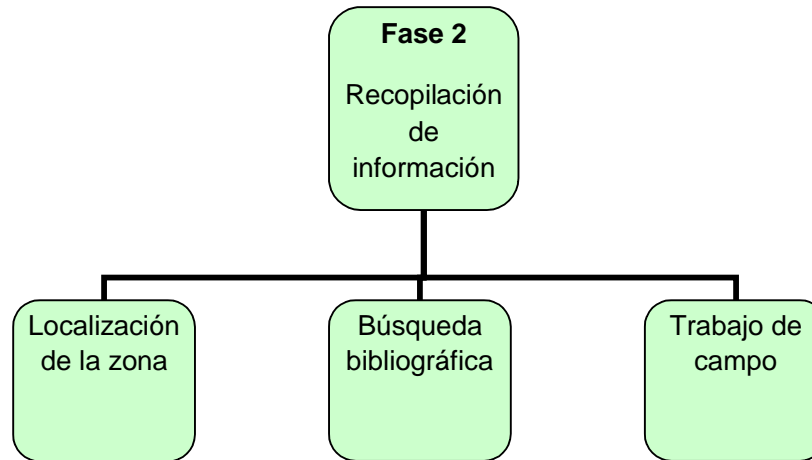 Fase 2
Recopilación
de
información
Localización
de la zona
Búsqueda
bibliográfica
Trabajo de
campo